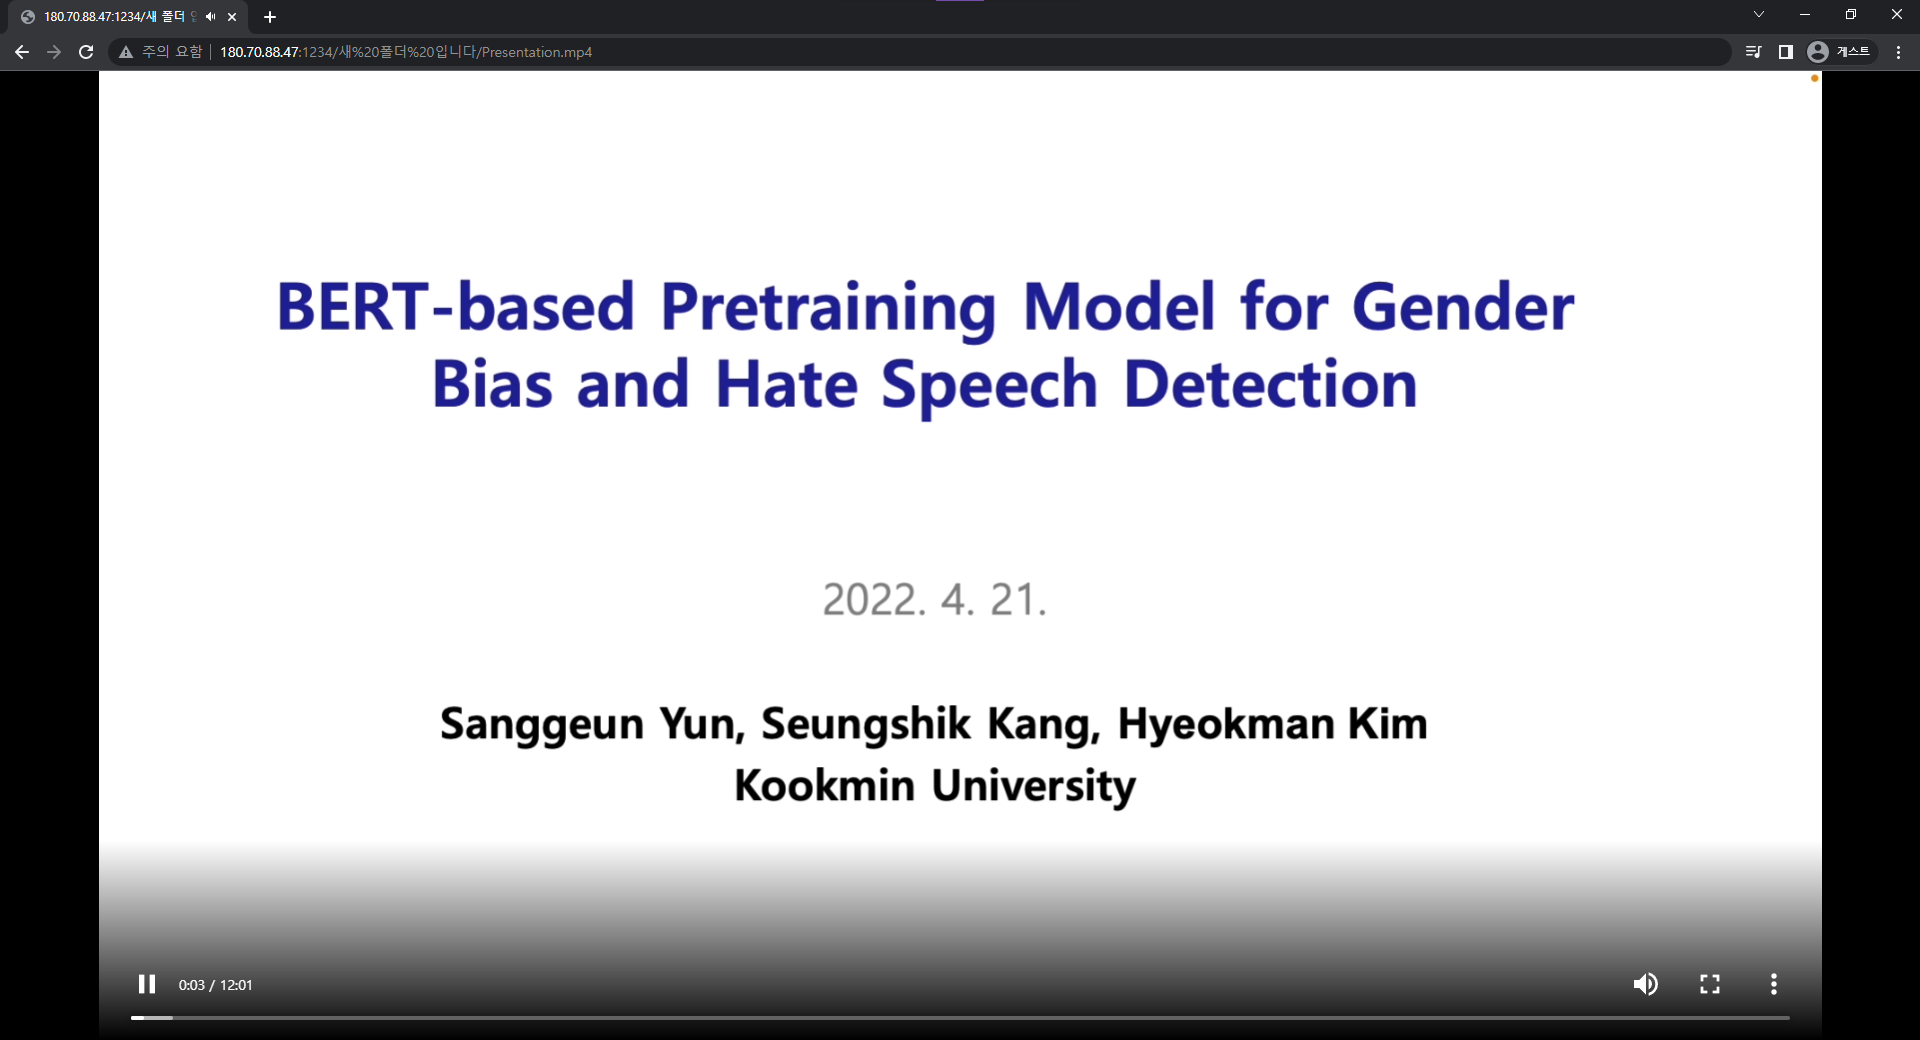 180.70.88.47:1234/새 폴더
주의 요함
180.70.88.47:1234/새%20폴더%20입니다/Presentation.mp4
게스트
BERT-based Pretraining Model for Gender
Bias and Hate Speech Detection
2022. 4. 21.
Sanggeun Yun, Seungshik Kang, Hyeokman Kim
Kookmin University
0:03 / 12:01